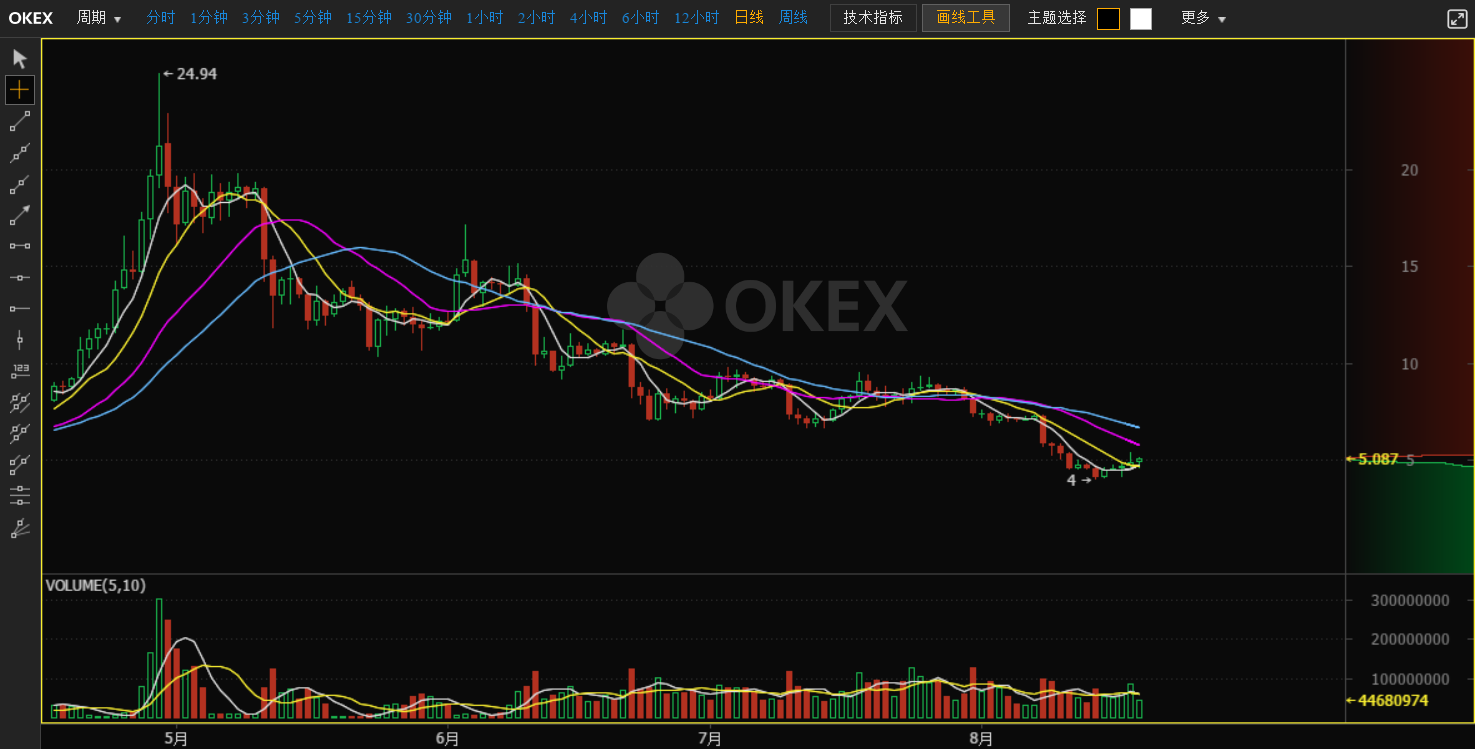 OKEX 周期 分时 1分钟 3分钟 5分钟 15分钟 30分钟 1小时 2小时 4小时 6小时 12小时 日线 周线 技术指标 画线工具 主题选择 更多
24.94
20
15
OKEX
10
5.087 5
4
123
VOLUME(5,10)
300000000
200000000
100000000
44680974
5月 6月 7月 8月